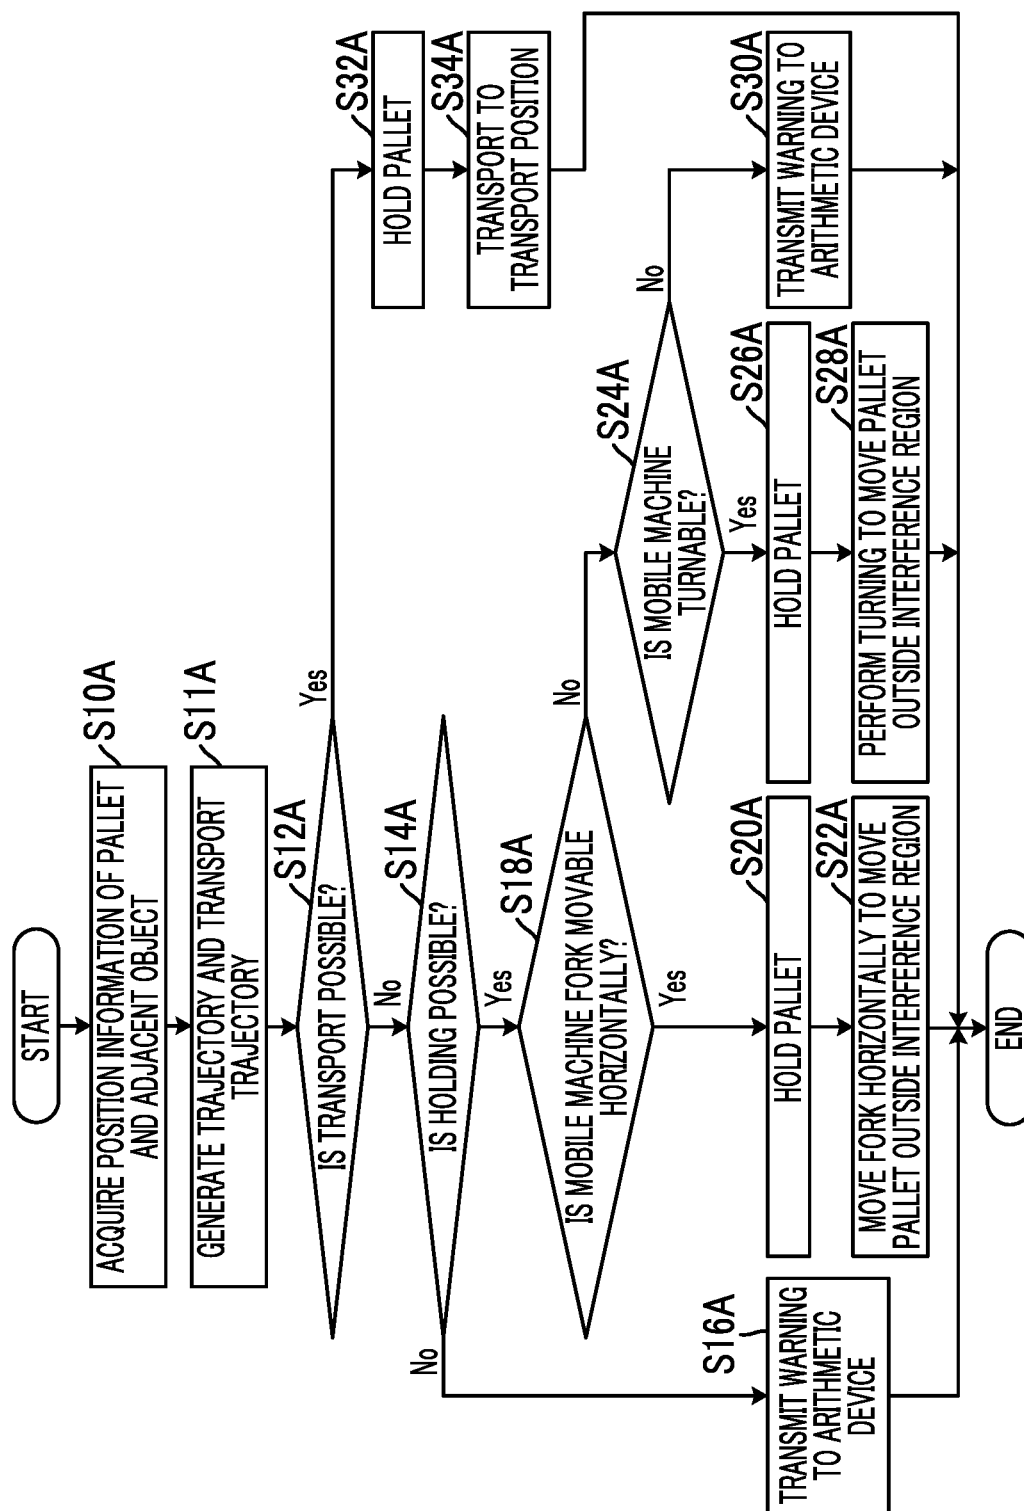 START
S10A
ACQUIRE POSITION INFORMATION OF PALLET
AND ADJACENT OBJECT
S11A
GENERATE TRAJECTORY AND TRANSPORT
TRAJECTORY
S12A
IS TRANSPORT POSSIBLE?
Yes
No
S14A
IS HOLDING POSSIBLE?
No
Yes
S16A
TRANSMIT WARNING
TO ARITHMETIC
DEVICE
S18A
IS MOBILE MACHINE FORK MOVABLE
HORIZONTALLY?
No
Yes
S20A
HOLD PALLET
S22A
MOVE FORK HORIZONTALLY TO MOVE
PALLET OUTSIDE INTERFERENCE REGION
S24A
IS MOBILE MACHINE
TURNABLE?
No
Yes
S26A
HOLD PALLET
S28A
PERFORM TURNING TO MOVE PALLET
OUTSIDE INTERFERENCE REGION
S30A
TRANSMIT WARNING TO
ARITHMETIC DEVICE
S32A
HOLD PALLET
S34A
TRANSPORT TO
TRANSPORT POSITION
END